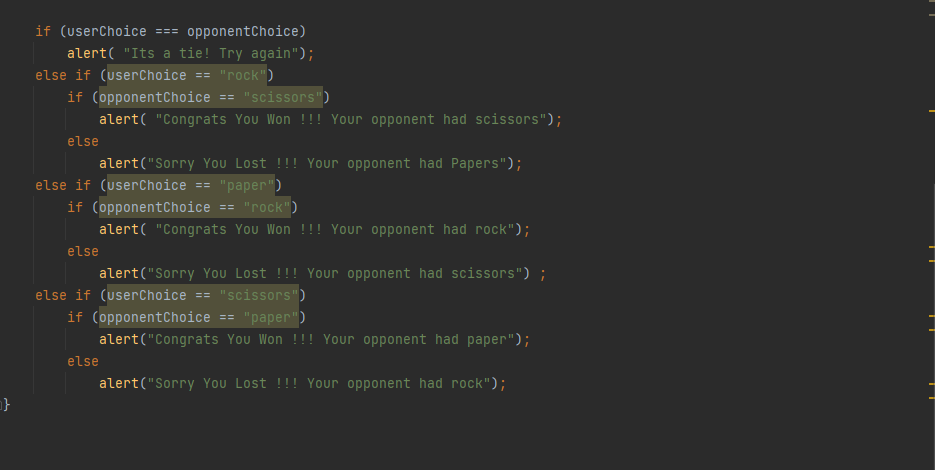 if (userChoice === opponentChoice)
    alert( "Its a tie! Try again");
else if (userChoice == "rock")
    if (opponentChoice == "scissors")
        alert( "Congrats You Won !!! Your opponent had scissors");
    else
        alert("Sorry You Lost !!! Your opponent had Papers");
else if (userChoice == "paper")
    if (opponentChoice == "rock")
        alert( "Congrats You Won !!! Your opponent had rock");
    else
        alert("Sorry You Lost !!! Your opponent had scissors") ;
else if (userChoice == "scissors")
    if (opponentChoice == "paper")
        alert("Congrats You Won !!! Your opponent had paper");
    else
        alert("Sorry You Lost !!! Your opponent had rock");
}